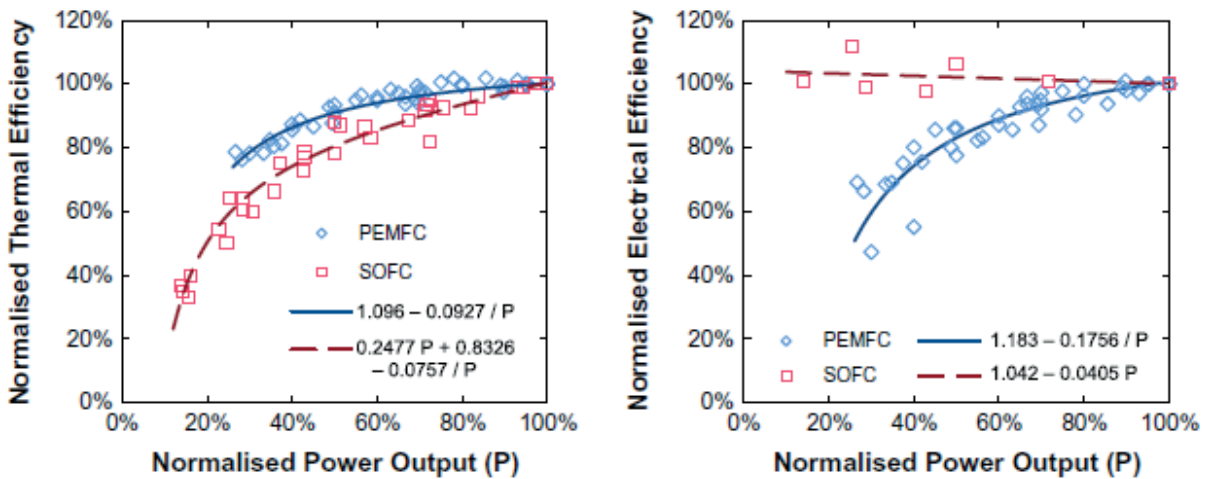 Normalised Thermal Efficiency
120%
100%
80%
60%
40%
20%
0%
PEMFC
SOFC
1.096 – 0.0927 / P
0.2477 P + 0.8326
– 0.0757 / P
0%
20%
40%
60%
80%
100%
Normalised Power Output (P)
Normalised Electrical Efficiency
120%
100%
80%
60%
40%
20%
0%
PEMFC
1.183 – 0.1756 / P
SOFC
1.042 – 0.0405 P
0%
20%
40%
60%
80%
100%
Normalised Power Output (P)